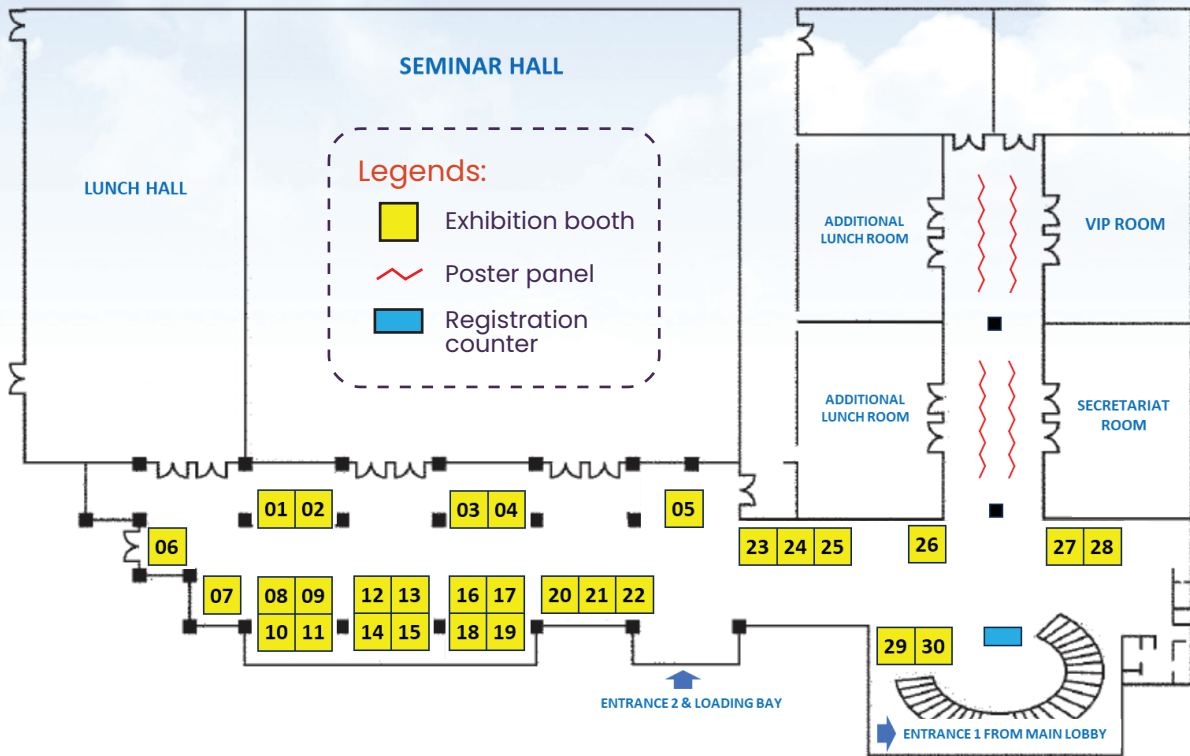 SEMINAR HALL
LUNCH HALL
Legends:
Exhibition booth
Poster panel
Registration
counter
ADDITIONAL
LUNCH ROOM
VIP ROOM
ADDITIONAL
LUNCH ROOM
SECRETARIAT
ROOM
01 02
03 04
05
06
23 24 25
26
27 28
07
08 09
10 11
12 13
14 15
16 17
18 19
20 21 22
29 30
ENTRANCE 2 & LOADING BAY
ENTRANCE 1 FROM MAIN LOBBY